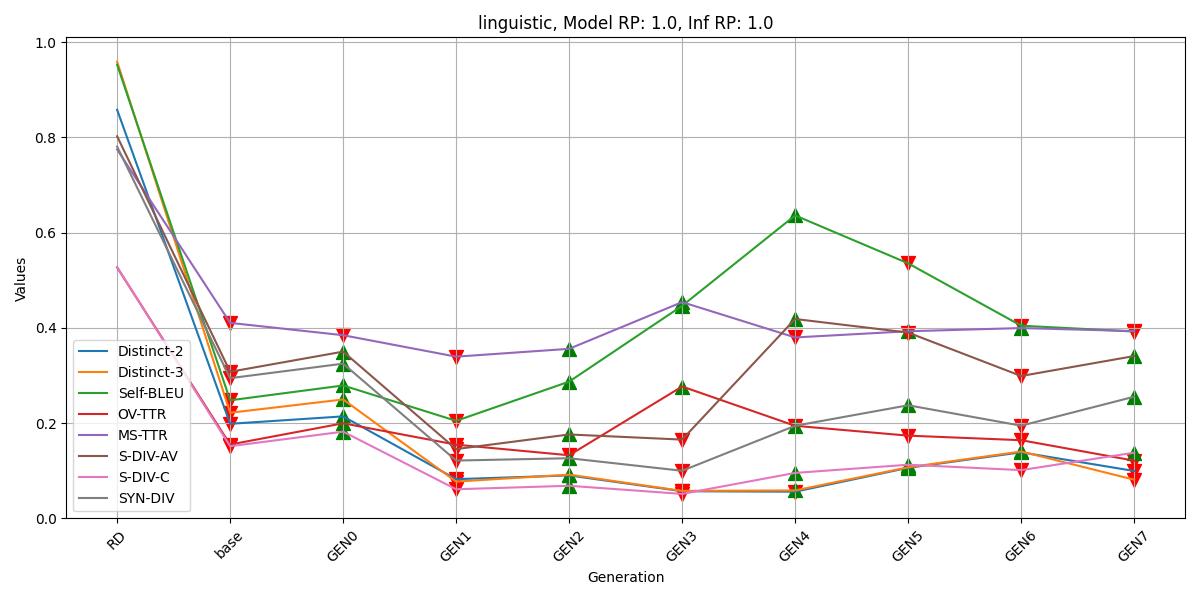 linguistic, Model RP: 1.0, Inf RP: 1.0
Values
1.0
0.8
0.6
0.4
0.2
0.0
Distinct-2
Distinct-3
Self-BLEU
OV-TTR
MS-TTR
S-DIV-AV
S-DIV-C
SYN-DIV
RD
base
GEN0
GEN1
GEN2
GEN3
GEN4
GEN5
GEN6
GEN7
Generation